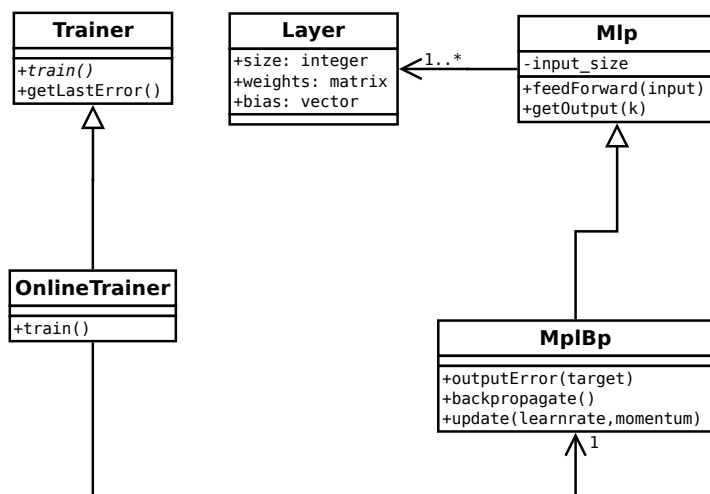 Trainer
+train()
+getLastError()
Layer
+size: integer
+weights: matrix
+bias: vector
1..*
Mlp
-input_size
+feedForward(input)
+getOutput(k)
OnlineTrainer
+train()
MplBp
+outputError(target)
+backpropagate()
+update(learnrate,momentum)
1